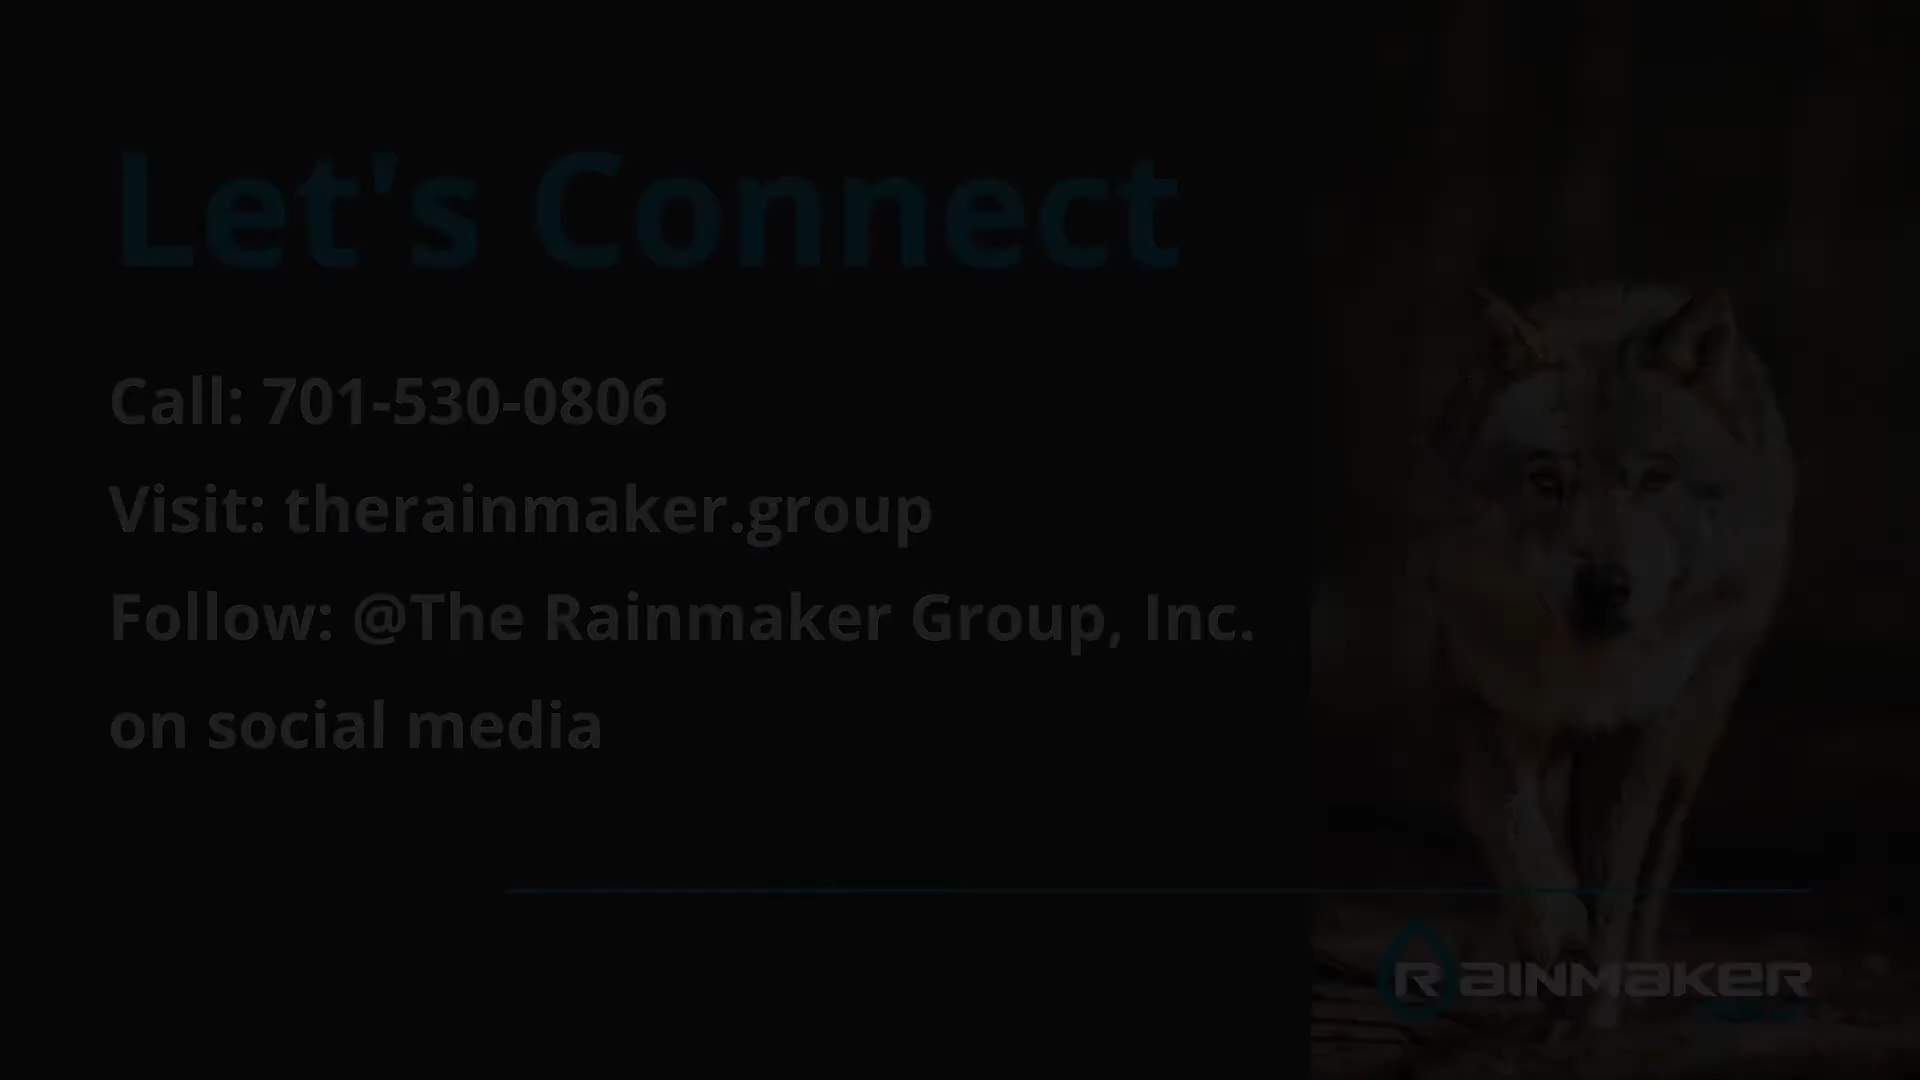 Let's Connect
Call: 701-530-0806
Visit: therainmaker.group
Follow: @The Rainmaker Group, Inc.
on social media
RAINMAKER